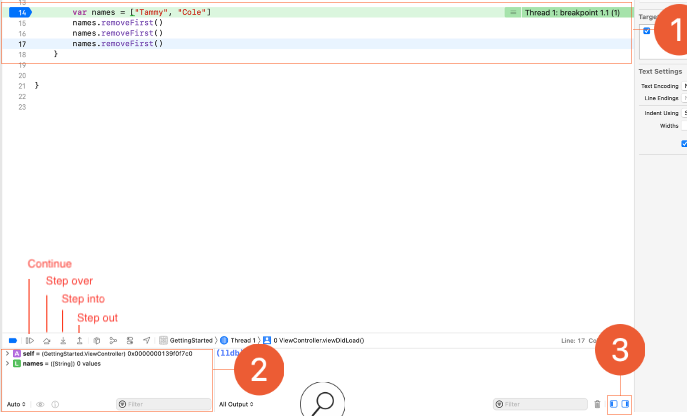 13
14 var names = ["Tammy", "Cole"] = Thread 1: breakpoint 1.1 (1)
15 names.removeFirst()
16 names.removeFirst()
17 names.removeFirst()
18 }
19
20
21 }
22
23
1
Targe
Text Settings
Text Encoding
Line Endings
Indent Using
Widths
Continue
Step over
Step into
Step out
GettingStarted Thread 1 0 ViewController.viewDidLoad()
Line: 17 Co
A self = (GettingStarted.ViewController) 0x0000000139f0f7c0
L names = ([String]) 0 values
(lldb
2
3
Auto
Filter
All Output
Filter